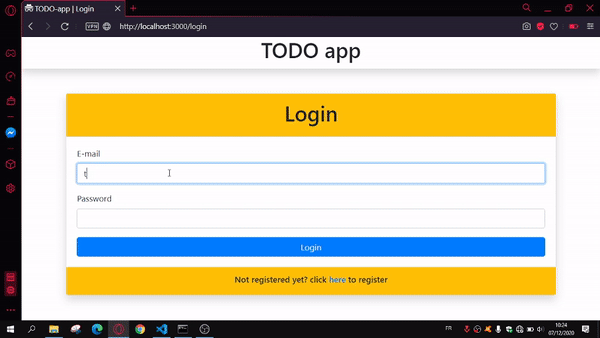 TODO-app | Login
VPN
http://localhost:3000/login
TODO app
Login
E-mail
t
Password
Login
Not registered yet? click here to register
FR
10:24
07/12/2020